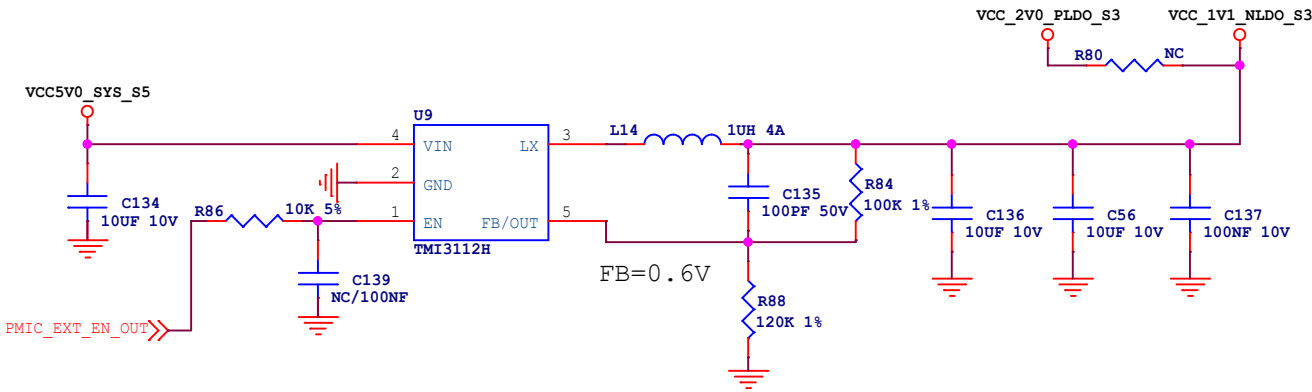 VCC_2V0_PLDO_S3
VCC_1V1_NLDO_S3
R80
NC
VCC5V0_SYS_S5
U9
L14
1UH 4A
4
VIN
LX
3
2
GND
C134
10UF 10V
R86
10K 5%
1
EN
FB/OUT
5
TMI3112H
C135
100PF 50V
R84
100K 1%
C136
10UF 10V
C56
10UF 10V
C137
100NF 10V
C139
NC/100NF
FB=0.6V
R88
120K 1%
PMIC_EXT_EN_OUT